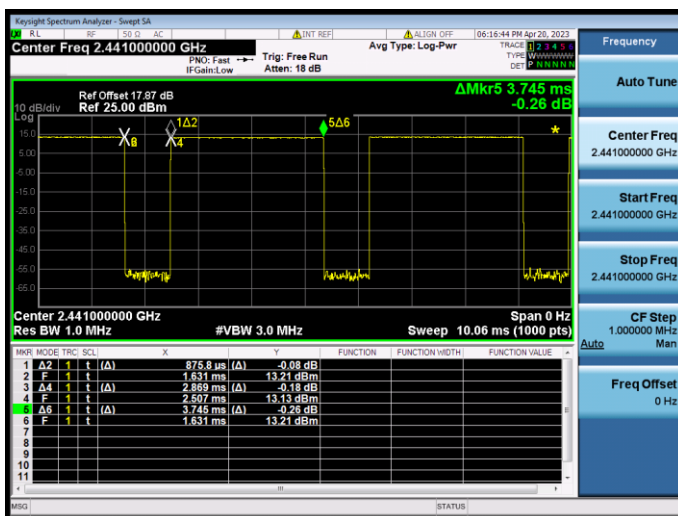 Keysight Spectrum Analyzer - Swept SA
RL RF 50 Ω AC INT REF ALIGN OFF 06:16:44 PM Apr 20, 2023
Center Freq 2.441000000 GHz
Avg Type: Log-Pwr
TRACE 1 2 3 4 5 6
PNO: Fast Trig: Free Run
TYPE WWWWWW
IFGain:Low Atten: 18 dB
DET P N N N N N
Frequency
Auto Tune
Center Freq
2.441000000 GHz
Start Freq
2.441000000 GHz
Stop Freq
2.441000000 GHz
CF Step
1.000000 MHz
Auto Man
Freq Offset
0 Hz
ΔMkr5 3.745 ms
-0.26 dB
Ref Offset 17.87 dB
10 dB/div Ref 25.00 dBm
Log
15.0
5.00
-5.00
-15.0
-25.0
-35.0
-45.0
-55.0
-65.0
1Δ2
4
5Δ6
Center 2.441000000 GHz Span 0 Hz
Res BW 1.0 MHz #VBW 3.0 MHz Sweep 10.06 ms (1000 pts)
MKR MODE TRC SCL X Y FUNCTION FUNCTION WIDTH FUNCTION VALUE
1 Δ2 1 t (Δ) 875.8 µs (Δ) -0.08 dB
2 F 1 t 1.631 ms 13.21 dBm
3 Δ4 1 t (Δ) 2.869 ms (Δ) -0.18 dB
4 F 1 t 2.507 ms 13.13 dBm
5 Δ6 1 t (Δ) 3.745 ms (Δ) -0.26 dB
6 F 1 t 1.631 ms 13.21 dBm
7
8
9
10
11
MSG STATUS